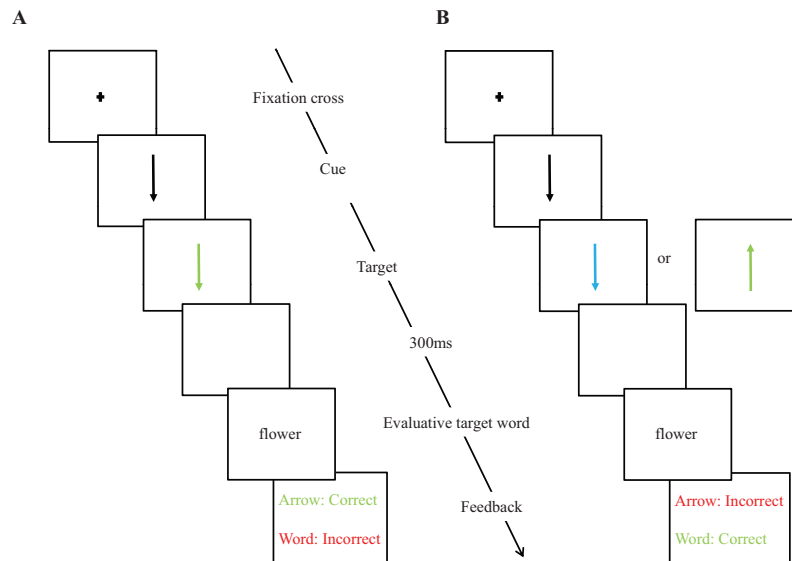 A
B
Fixation cross
Cue
Target
or
300ms
Evaluative target word
flower
flower
Feedback
Arrow: Correct
Word: Incorrect
Arrow: Incorrect
Word: Correct